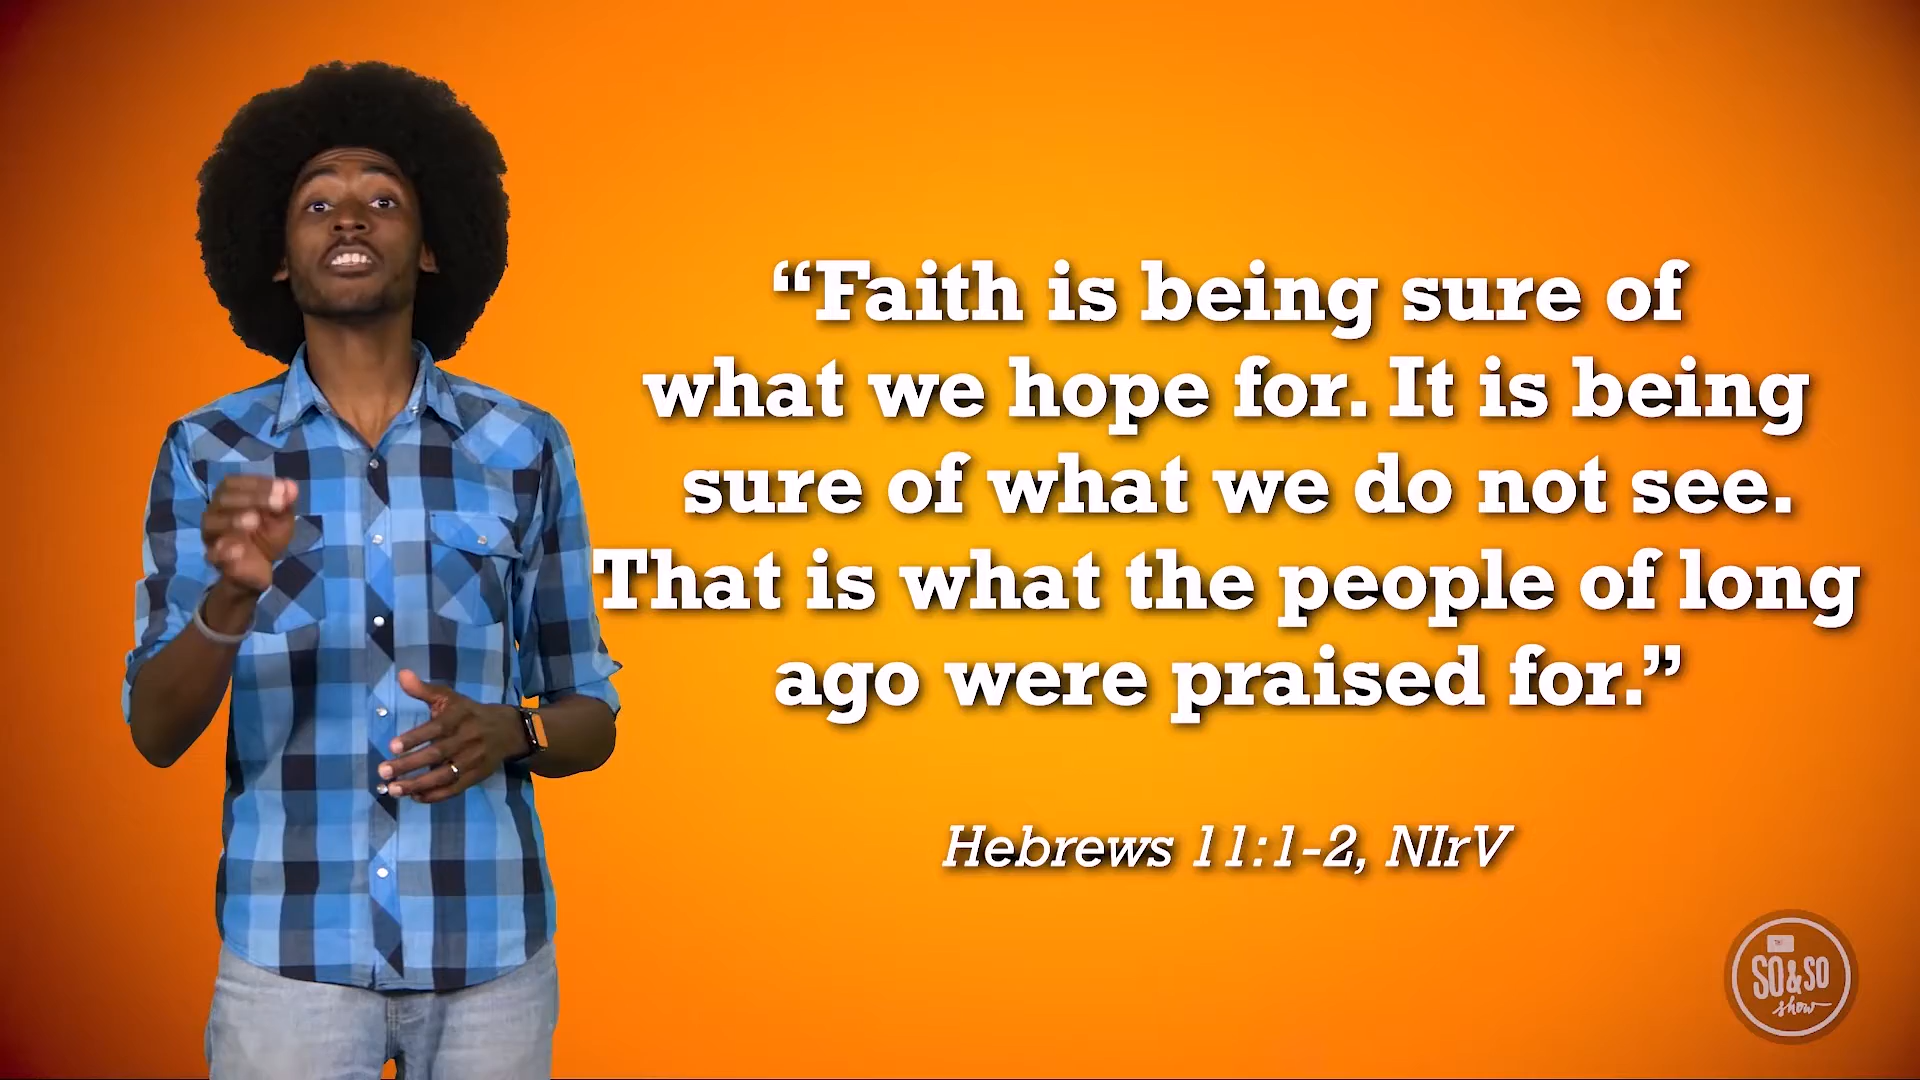 “Faith is being sure of
what we hope for. It is being
sure of what we do not see.
That is what the people of long
ago were praised for.”
Hebrews 11:1-2, NIrV
SO&SO
show